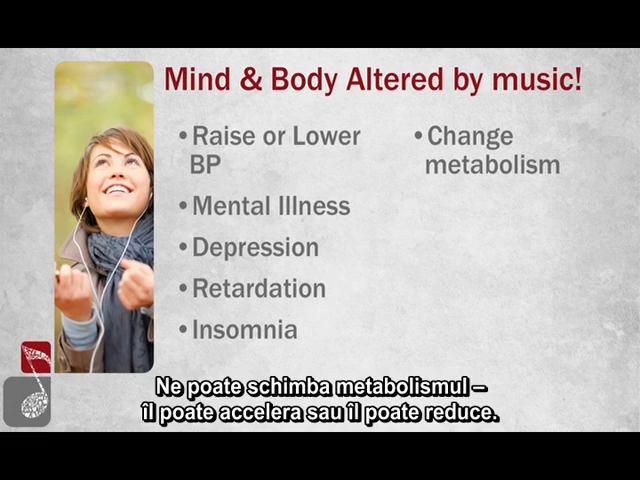 Mind & Body Altered by music!
•Raise or Lower
BP
•Mental Illness
•Depression
•Retardation
•Insomnia
•Change
metabolism
Ne poate schimba metabolismul –
îl poate accelera sau îl poate reduce.